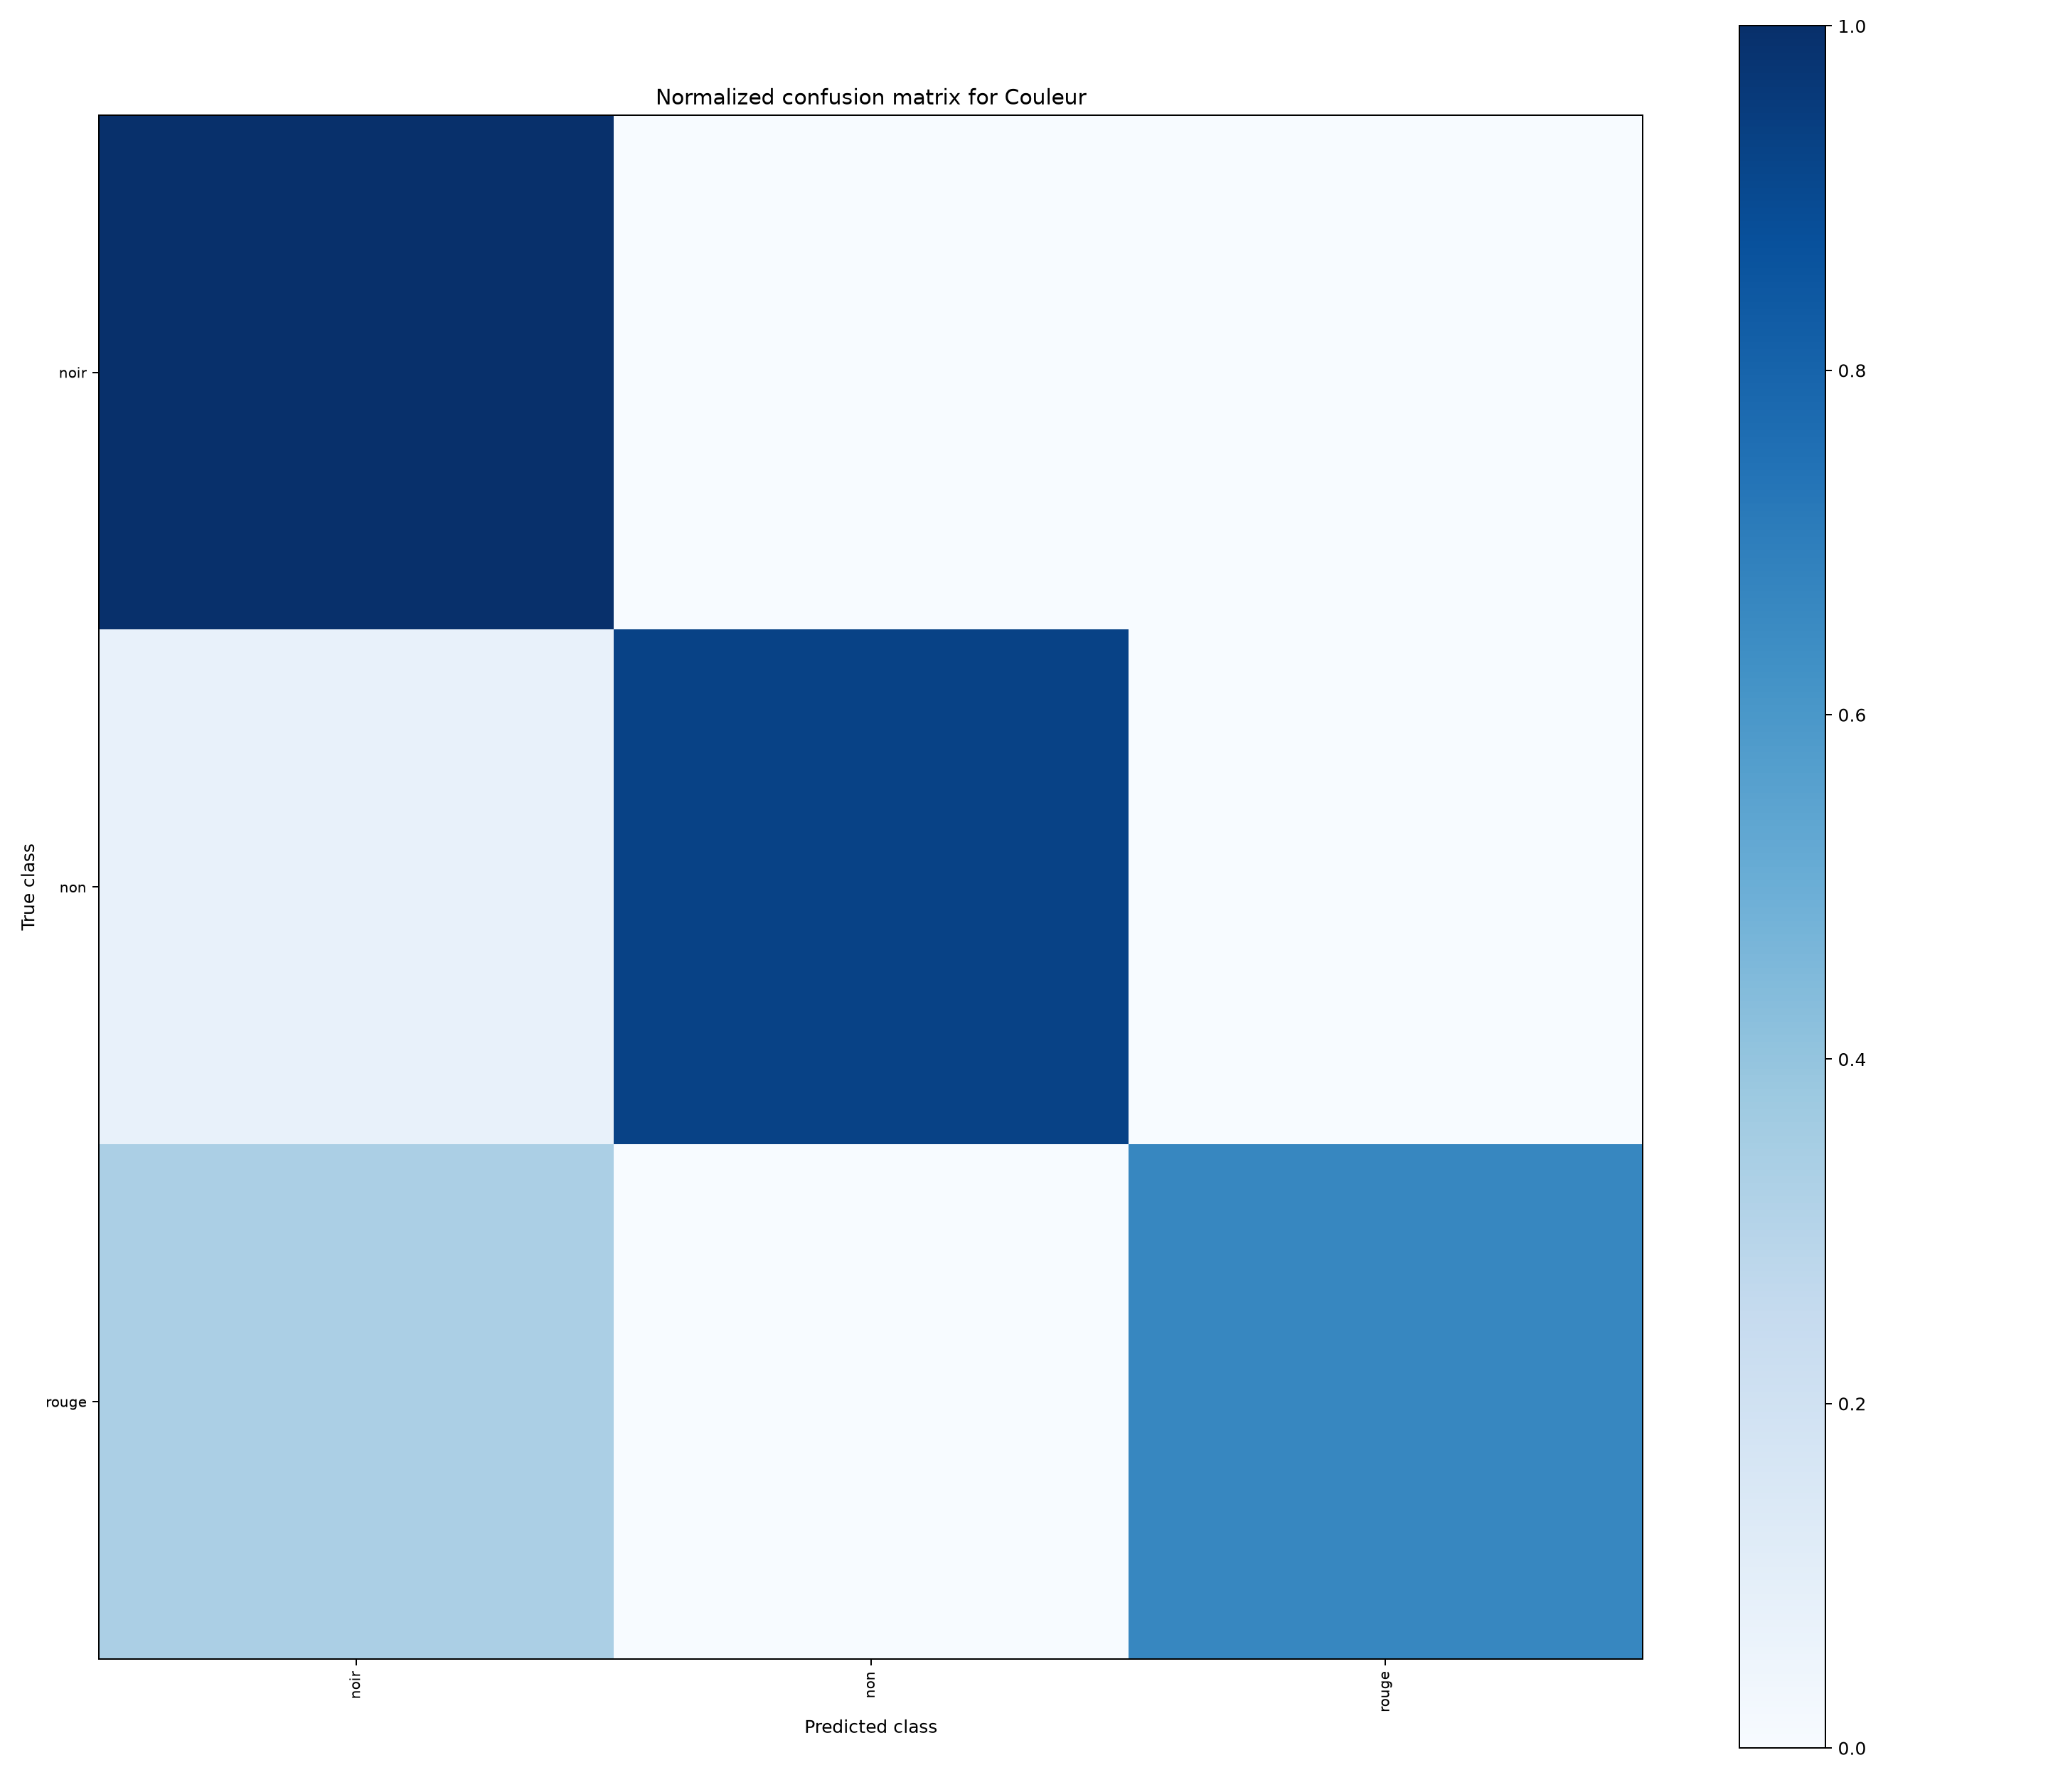 Normalized confusion matrix for Couleur
True class
noir
non
rouge
noir
non
rouge
Predicted class
1.0
0.8
0.6
0.4
0.2
0.0